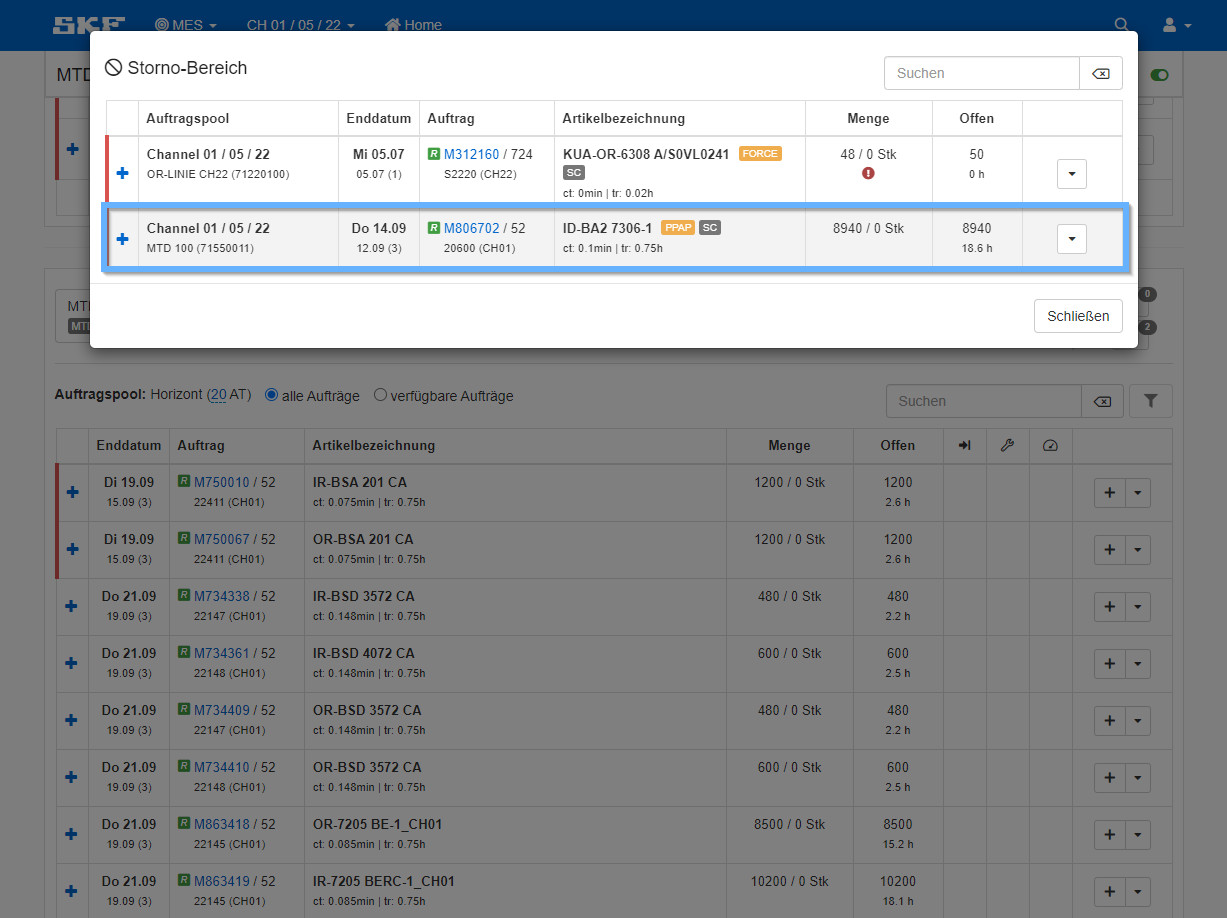 SKF MES CH 01 / 05 / 22 Home
MTD
Storno-Bereich Suchen
Auftragspool Enddatum Auftrag Artikelbezeichnung Menge Offen
Channel 01 / 05 / 22 Mi 05.07 R M312160 / 724 KUA-OR-6308 A/S0VL0241 FORCE 48 / 0 Stk 50
OR-LINIE CH22 (71220100) 05.07 (1) S2220 (CH22) SC 0 h
ct: 0min | tr: 0.02h
Channel 01 / 05 / 22 Do 14.09 R M806702 / 52 ID-BA2 7306-1 PPAP SC 8940 / 0 Stk 8940
MTD 100 (71550011) 12.09 (3) 20600 (CH01) ct: 0.1min | tr: 0.75h 18.6 h
0
MT
Schließen
MT 2
Auftragspool: Horizont (20 AT) alle Aufträge verfügbare Aufträge Suchen
Enddatum Auftrag Artikelbezeichnung Menge Offen
Di 19.09 R M750010 / 52 IR-BSA 201 CA 1200 / 0 Stk 1200
15.09 (3) 22411 (CH01) ct: 0.075min | tr: 0.75h 2.6 h
Di 19.09 R M750067 / 52 OR-BSA 201 CA 1200 / 0 Stk 1200
15.09 (3) 22411 (CH01) ct: 0.075min | tr: 0.75h 2.6 h
Do 21.09 R M734338 / 52 IR-BSD 3572 CA 480 / 0 Stk 480
19.09 (3) 22147 (CH01) ct: 0.148min | tr: 0.75h 2.2 h
Do 21.09 R M734361 / 52 IR-BSD 4072 CA 600 / 0 Stk 600
19.09 (3) 22148 (CH01) ct: 0.148min | tr: 0.75h 2.5 h
Do 21.09 R M734409 / 52 OR-BSD 3572 CA 480 / 0 Stk 480
19.09 (3) 22147 (CH01) ct: 0.148min | tr: 0.75h 2.2 h
Do 21.09 R M734410 / 52 OR-BSD 3572 CA 600 / 0 Stk 600
19.09 (3) 22148 (CH01) ct: 0.148min | tr: 0.75h 2.5 h
Do 21.09 R M863418 / 52 OR-7205 BE-1_CH01 8500 / 0 Stk 8500
19.09 (3) 22145 (CH01) ct: 0.085min | tr: 0.75h 15.2 h
Do 21.09 R M863419 / 52 IR-7205 BERC-1_CH01 10200 / 0 Stk 10200
19.09 (3) 22145 (CH01) ct: 0.085min | tr: 0.75h 18.1 h